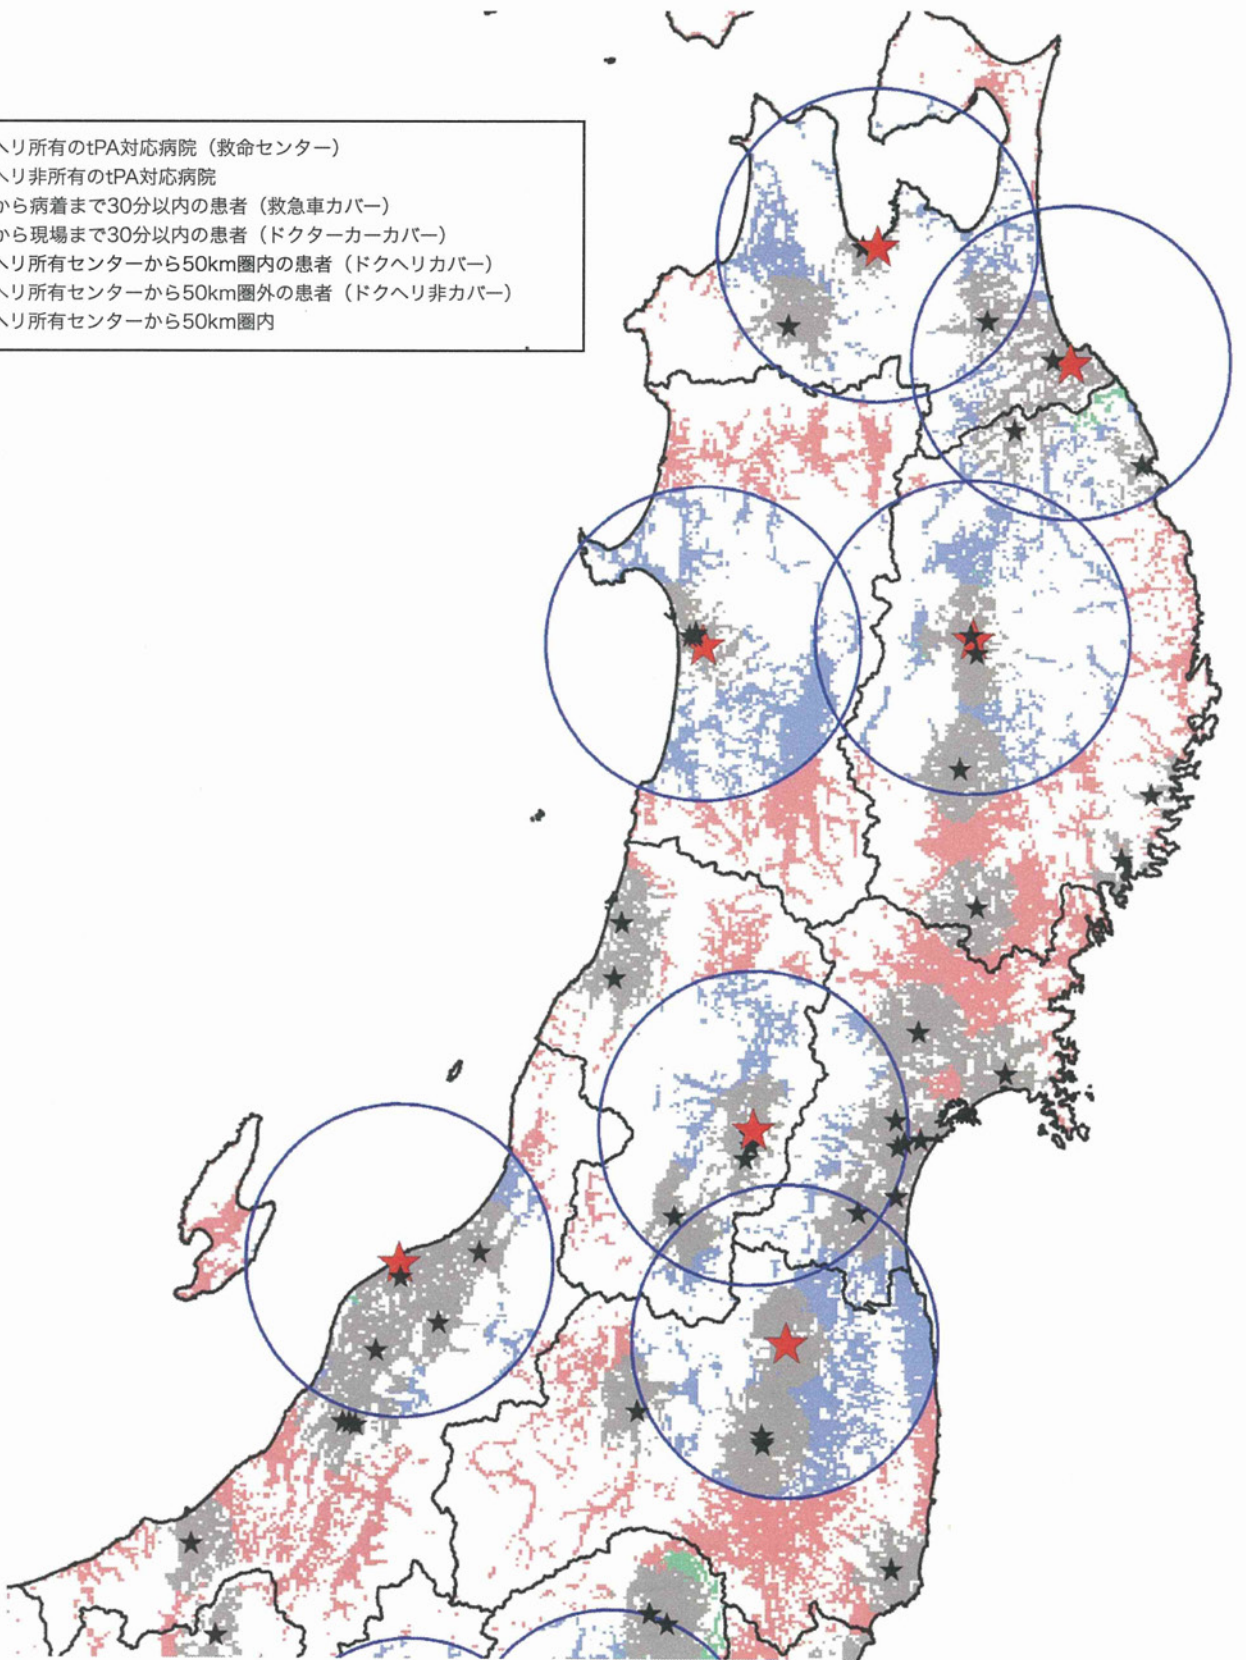 ヘリ所有のtPA対応病院（救命センター）
ヘリ非所有のtPA対応病院
から病着まで30分以内の患者（救急車カバー）
から現場まで30分以内の患者（ドクターカーカバー）
ヘリ所有センターから50km圏内の患者（ドクヘリカバー）
ヘリ所有センターから50km圏外の患者（ドクヘリ非カバー）
ヘリ所有センターから50km圏内